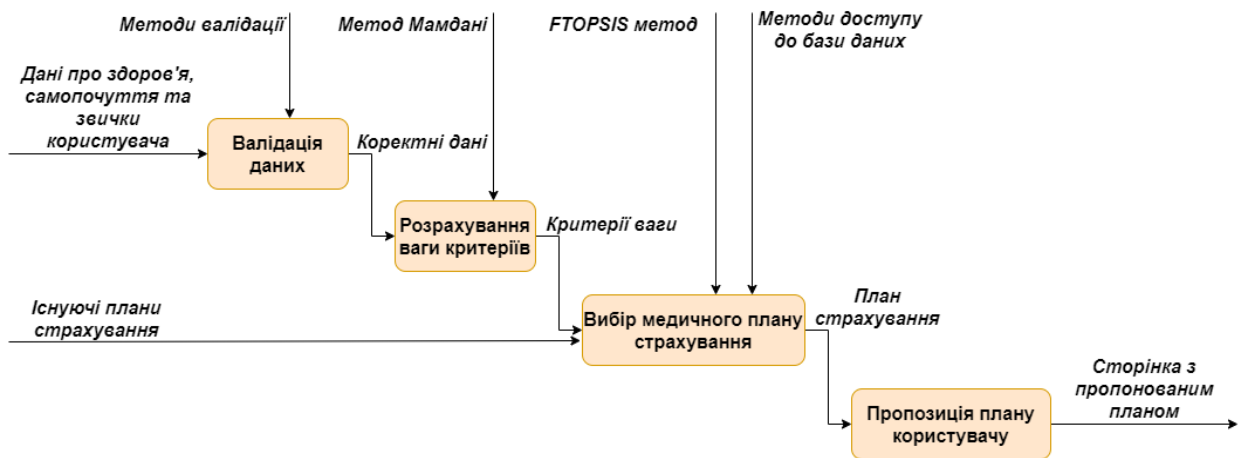 Методи валідації
Метод Мамдані
FTOPSIS метод
Методи доступу
до бази даних
Дані про здоров'я,
самопочуття та
звички
користувача
Валідація
даних
Коректні дані
Розрахування
ваги критеріїв
Критерії ваги
Існуючі плани
страхування
Вибір медичного плану
страхування
План
страхування
Пропозиція плану
користувачу
Сторінка з
пропонованим
планом